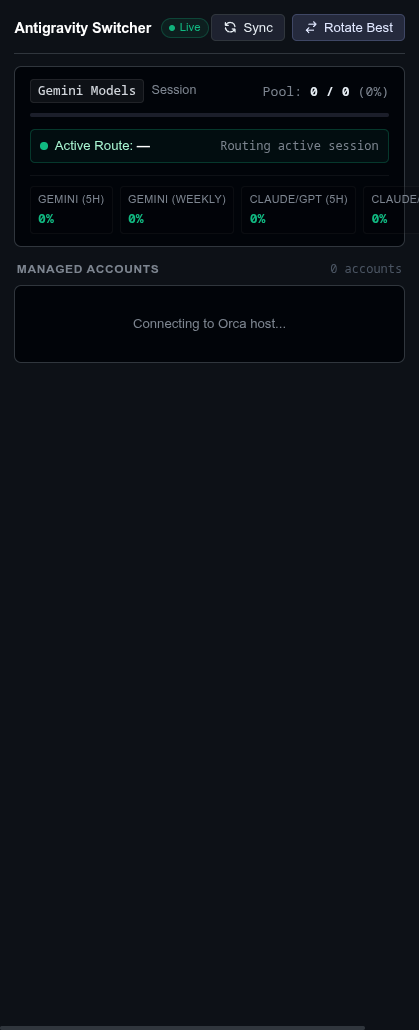 Antigravity Switcher Live Sync Rotate Best
Gemini Models Session Pool: 0 / 0 (0%)
Active Route: — Routing active session
GEMINI (5H) GEMINI (WEEKLY) CLAUDE/GPT (5H) CLAUDE/
0% 0% 0% 0%
MANAGED ACCOUNTS 0 accounts
Connecting to Orca host...